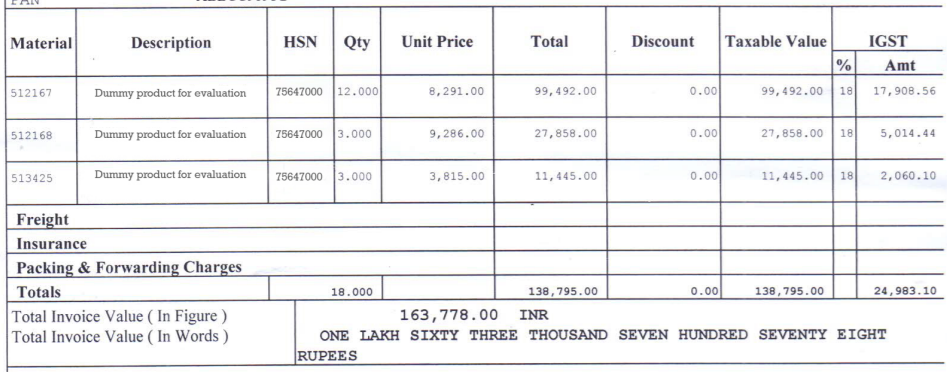 PAN
Material Description HSN Qty Unit Price Total Discount Taxable Value IGST
% Amt
512167 Dummy product for evaluation 75647000 12.000 8,291.00 99,492.00 0.00 99,492.00 18 17,908.56
512168 Dummy product for evaluation 75647000 3.000 9,286.00 27,858.00 0.00 27,858.00 18 5,014.44
513425 Dummy product for evaluation 75647000 3.000 3,815.00 11,445.00 0.00 11,445.00 18 2,060.10
Freight
Insurance
Packing & Forwarding Charges
Totals 18.000 138,795.00 0.00 138,795.00 24,983.10
Total Invoice Value ( In Figure ) 163,778.00 INR
Total Invoice Value ( In Words ) ONE LAKH SIXTY THREE THOUSAND SEVEN HUNDRED SEVENTY EIGHT
RUPEES